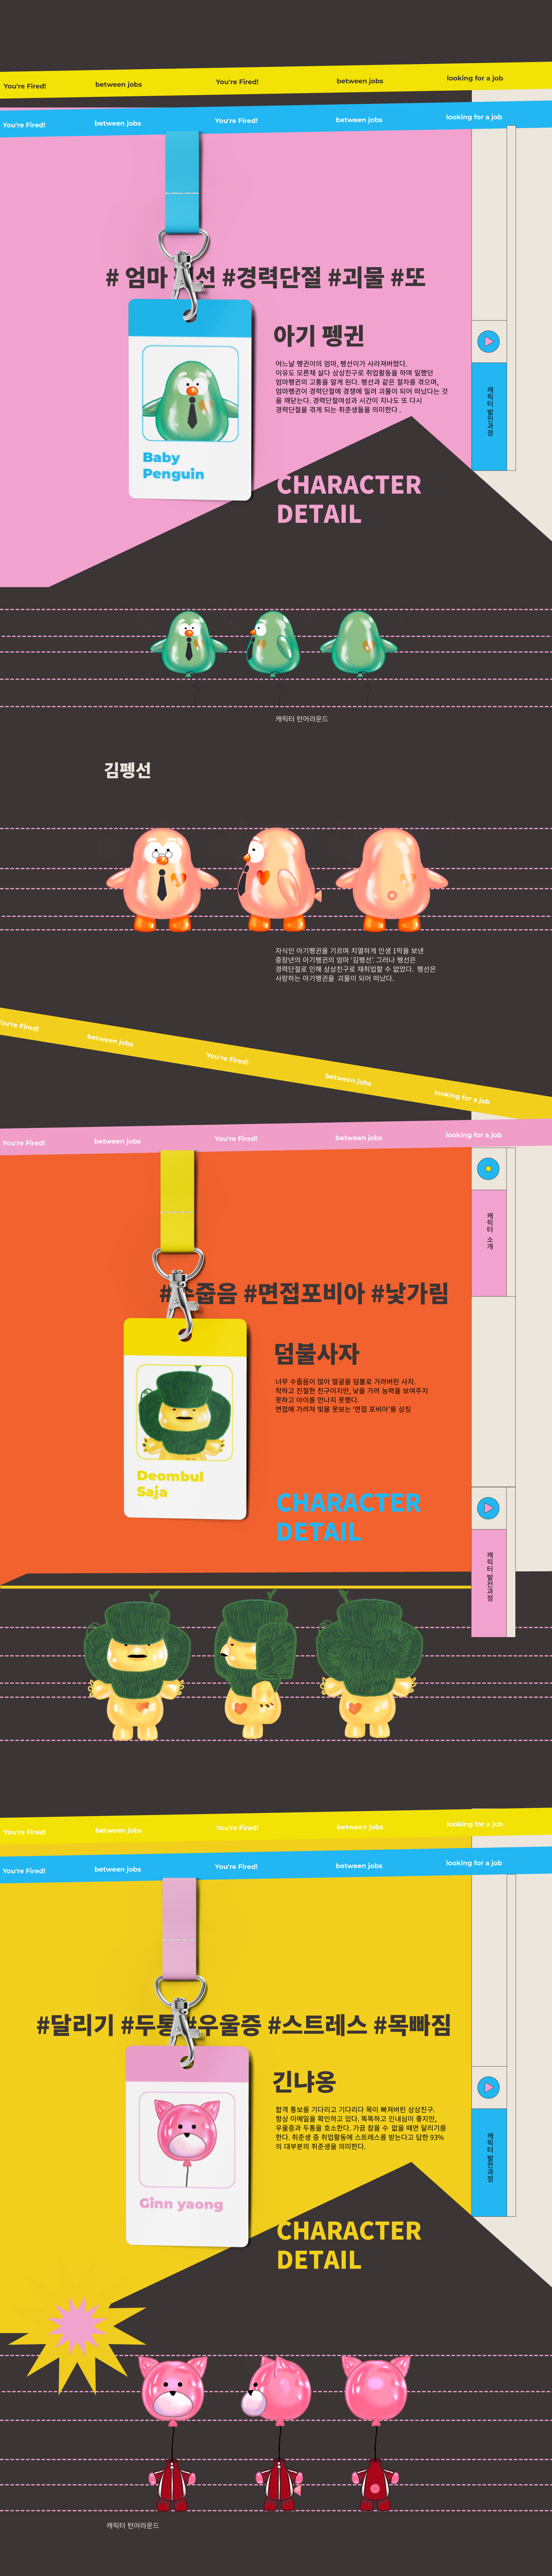 You're Fired! between jobs You're Fired! between jobs looking for a job
You're Fired! between jobs You're Fired! between jobs looking for a job
# 엄마 펭선 #경력단절 #괴물 #또
아기 펭귄
어느날 펭귄이의 엄마, 펭선이가 사라져버렸다.
이유도 모른채 살다 상상친구로 취업활동을 하며 일했던
엄마펭귄의 고통을 알게 된다. 펭선과 같은 절차를 겪으며,
엄마펭귄이 경력단절에 경쟁에 밀려 괴물이 되어 떠났다는 것
을 깨닫는다. 경력단절여성과 시간이 지나도 또 다시
경력단절을 겪게 되는 취준생들을 의미한다 .
캐릭터 발전과정
Baby
Penguin
CHARACTER
DETAIL
캐릭터 턴어라운드
김펭선
자식인 아기펭귄을 기르며 치열하게 인생 1막을 보낸
중장년의 아기펭귄의 엄마 '김펭선'. 그러나 펭선은
경력단절로 인해 상상친구로 재취업할 수 없었다. 펭선은
사랑하는 아기펭귄을 괴물이 되어 떠났다.
You're Fired! between jobs You're Fired! between jobs looking for a job
You're Fired! between jobs You're Fired! between jobs looking for a job
캐릭터 소개
#수줍음 #면접포비아 #낯가림
덤불사자
너무 수줍음이 많아 얼굴을 덤불로 가려버린 사자.
착하고 친절한 친구이지만, 낯을 가려 능력을 보여주지
못하고 아이를 만나지 못했다.
면접에 가려져 빛을 못보는 '면접 포비아'를 상징
Deombul
Saja
CHARACTER
DETAIL
캐릭터 발전과정
You're Fired! between jobs You're Fired! between jobs looking for a job
You're Fired! between jobs You're Fired! between jobs looking for a job
#달리기 #두통 #우울증 #스트레스 #목빠짐
긴냐옹
합격 통보를 기다리고 기다리다 목이 빠져버린 상상친구.
항상 이메일을 확인하고 있다. 똑똑하고 인내심이 좋지만,
우울증과 두통을 호소한다. 가끔 참을 수 없을 때면 달리기를
한다. 취준생 중 취업활동에 스트레스를 받는다고 답한 93%
의 대부분의 취준생을 의미한다.
캐릭터 발전과정
Ginn yaong
CHARACTER
DETAIL
캐릭터 턴어라운드